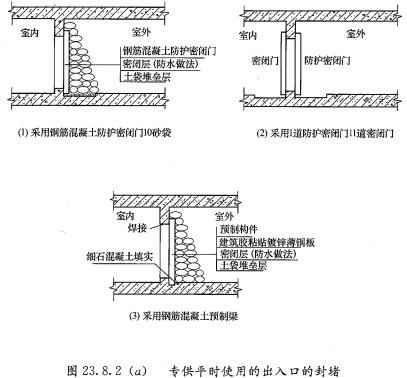 室内
室外
钢筋混凝土防护密闭门
密闭层(防水做法)
土袋堆垒层
(1) 采用钢筋混凝土防护密闭门10砂袋
室内
室外
密闭门
防护密闭门
(2) 采用1道防护密闭门11道密闭门
室内
室外
焊接
预制构件
建筑胶粘贴镀锌薄钢板
细石混凝土填实
密闭层(防水做法)
土袋堆垒层
(3) 采用钢筋混凝土预制梁
图 23.8.2 (a) 专供平时使用的出入口的封堵